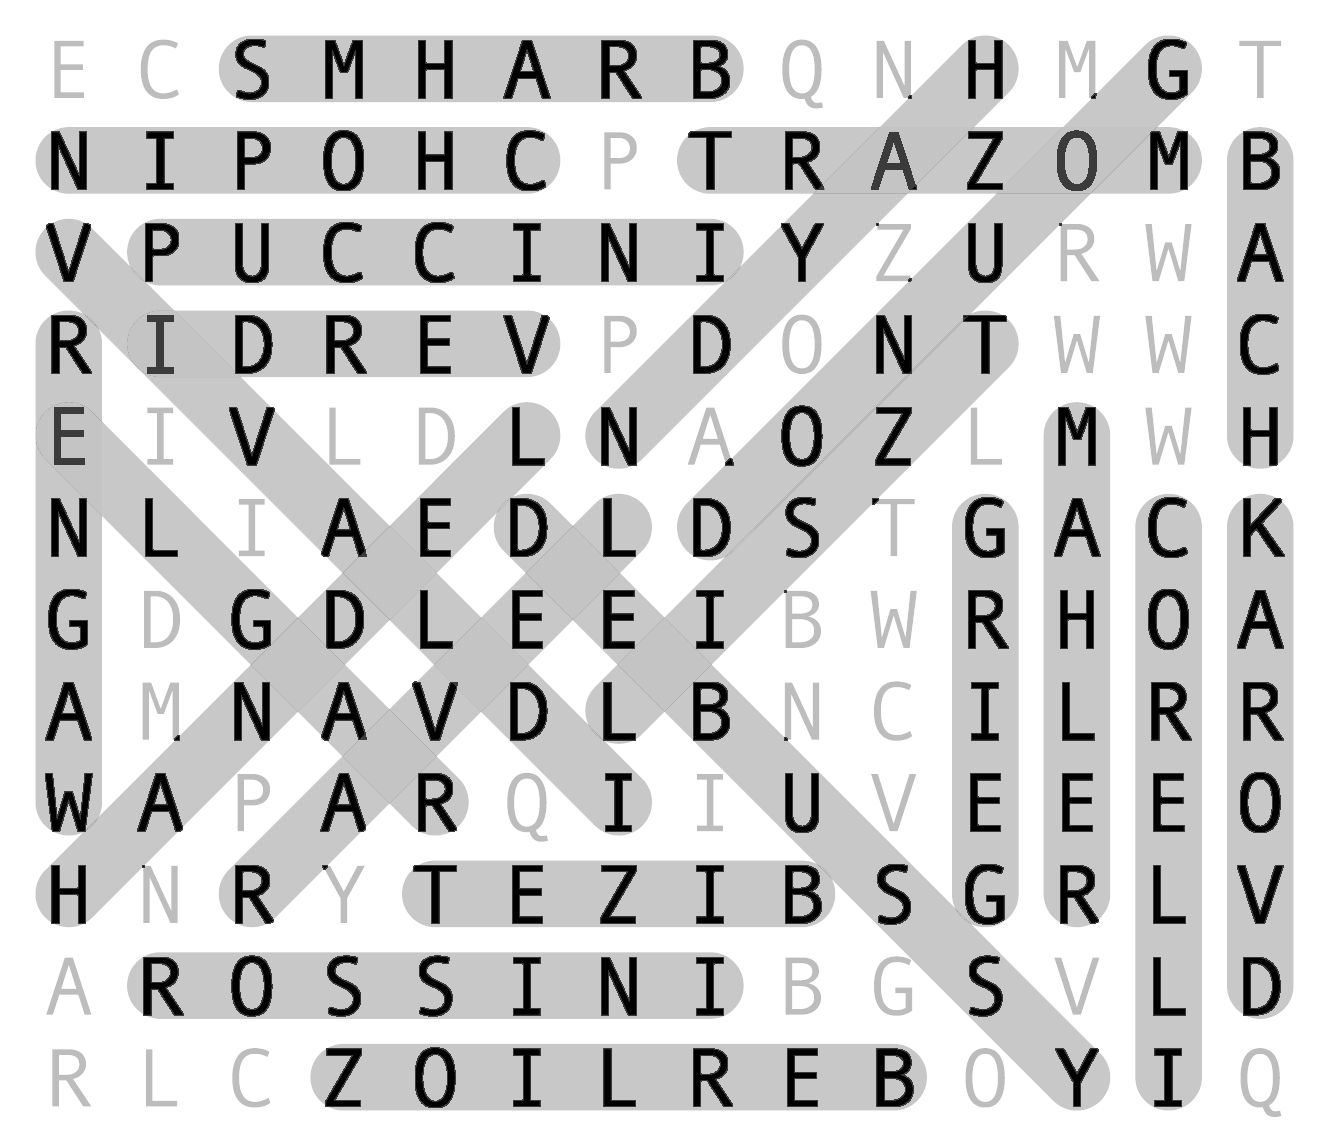 E C S M H A R B Q N H M G T
N I P O H C P T R A Z O M B
V P U C C I N I Y Z U R W A
R I D R E V P D O N T W W C
E I V L D L N A O Z L M W H
N L I A E D L D S T G A C K
G D G D L E E I B W R H O A
A M N A V D L B N C I L R R
W A P A R Q I I U V E E E O
H N R Y T E Z I B S G R L V
A R O S S I N I B G S V L D
R L C Z O I L R E B O Y I Q